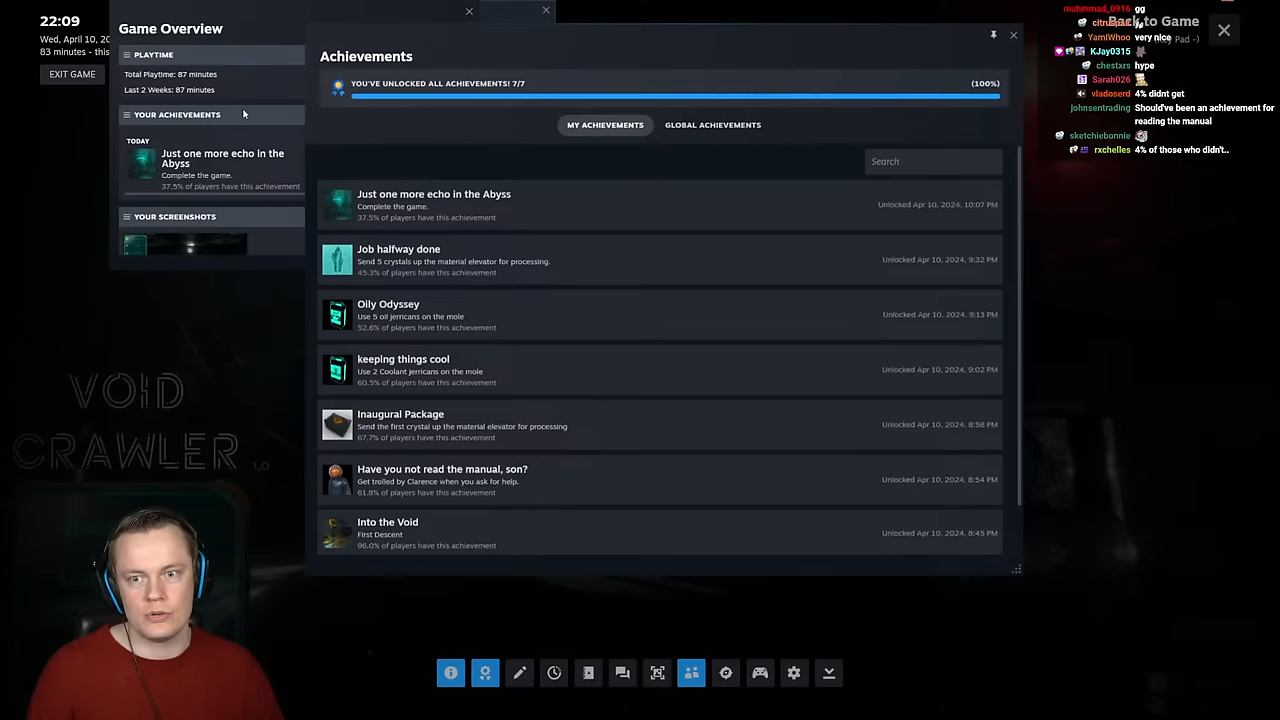 22:09
Wed, April 10, 20
83 minutes - this
EXIT GAME
Game Overview
PLAYTIME
Total Playtime: 87 minutes
Last 2 Weeks: 87 minutes
YOUR ACHIEVEMENTS
TODAY
Just one more echo in the
Abyss
Complete the game.
37.5% of players have this achievement
YOUR SCREENSHOTS
Achievements
YOU'VE UNLOCKED ALL ACHIEVEMENTS! 7/7
(100%)
MY ACHIEVEMENTS
GLOBAL ACHIEVEMENTS
Search
Just one more echo in the Abyss
Complete the game.
37.5% of players have this achievement
Unlocked Apr 10, 2024, 10:07 PM
Job halfway done
Send 5 crystals up the material elevator for processing.
45.3% of players have this achievement
Unlocked Apr 10, 2024, 9:32 PM
Oily Odyssey
Use 5 oil jerricans on the mole
52.6% of players have this achievement
Unlocked Apr 10, 2024, 9:13 PM
keeping things cool
Use 2 Coolant jerricans on the mole
60.5% of players have this achievement
Unlocked Apr 10, 2024, 9:02 PM
Inaugural Package
Send the first crystal up the material elevator for processing
67.7% of players have this achievement
Unlocked Apr 10, 2024, 8:58 PM
Have you not read the manual, son?
Get trolled by Clarence when you ask for help.
61.8% of players have this achievement
Unlocked Apr 10, 2024, 8:54 PM
Into the Void
First Descent
96.0% of players have this achievement
Unlocked Apr 10, 2024, 8:45 PM
VOID
CRAWLER 1.0
Back to Game
Pad -)
muhmmad_0916 gg
YamiWhoo very nice
KJay0315
chestxrs hype
Sarah026
vladoserd 4% didnt get
Johnsentrading Should've been an achievement for
reading the manual
sketchiebonnie
rxchelles 4% of those who didn't..